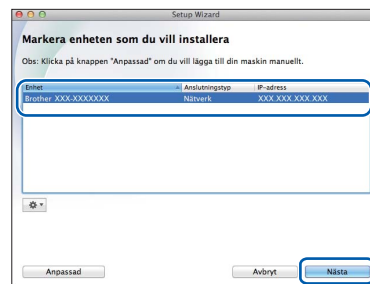 Setup Wizard
Markera enheten som du vill installera
Obs: Klicka på knappen "Anpassad" om du vill lägga till din maskin manuellt.
Enhet Anslutningstyp IP-adress
Brother XXX-XXXXXXX Nätverk XXX.XXX.XXX.XXX
Anpassad Avbryt Nästa